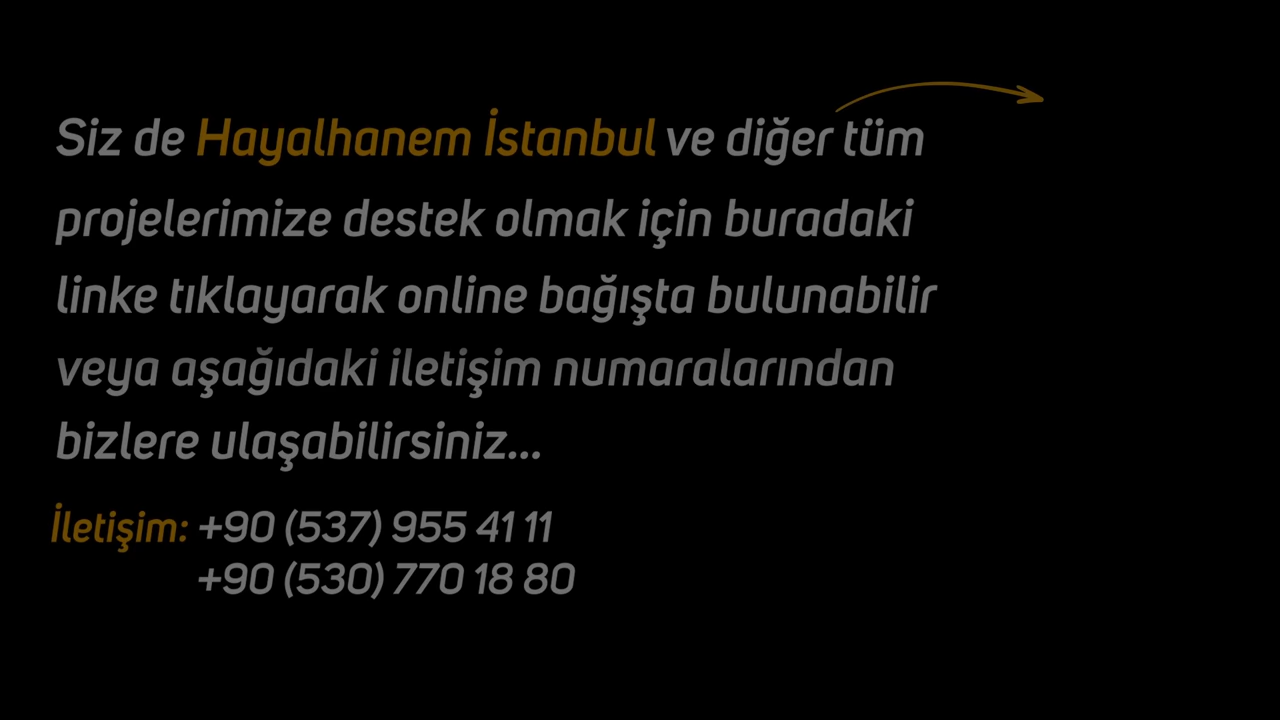 Siz de Hayalhanem İstanbul ve diğer tüm
projelerimize destek olmak için buradaki
linke tıklayarak online bağışta bulunabilir
veya aşağıdaki iletişim numaralarından
bizlere ulaşabilirsiniz...
İletişim: +90 (537) 955 41 11
+90 (530) 770 18 80